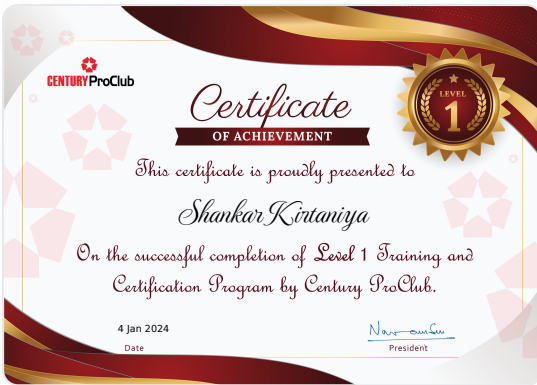 CENTURY ProClub
LEVEL
1
Certificate
OF ACHIEVEMENT
This certificate is proudly presented to
Shankar Kirtaniya
On the successful completion of Level 1 Training and
Certification Program by Century ProClub.
4 Jan 2024
Date
President